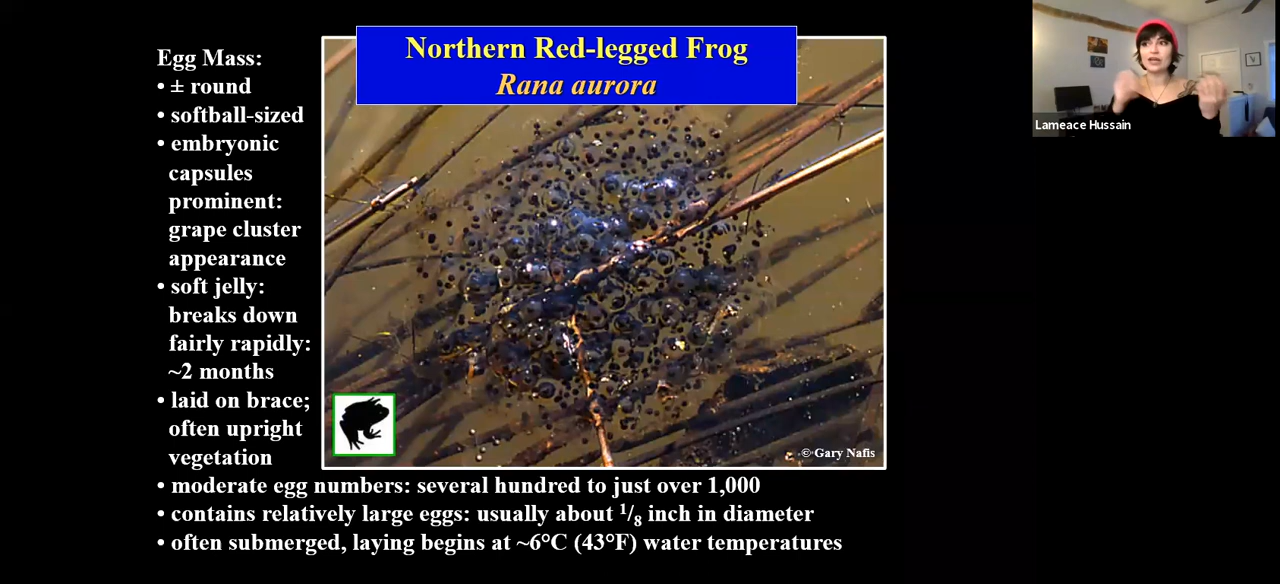 Northern Red-legged Frog
Rana aurora
Egg Mass:
• ± round
• softball-sized
• embryonic
capsules
prominent:
grape cluster
appearance
• soft jelly:
breaks down
fairly rapidly:
~2 months
• laid on brace;
often upright
vegetation
• moderate egg numbers: several hundred to just over 1,000
• contains relatively large eggs: usually about 1/8 inch in diameter
• often submerged, laying begins at ~6°C (43°F) water temperatures
© Gary Nafis
Lameace Hussain